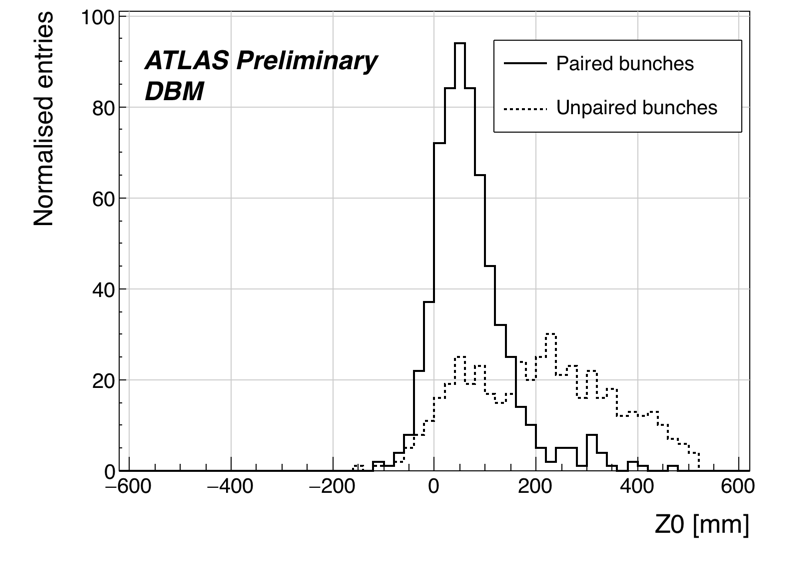 Normalised entries
100
80
60
40
20
0
ATLAS Preliminary
DBM
Paired bunches
Unpaired bunches
−600
−400
−200
0
200
400
600
Z0 [mm]